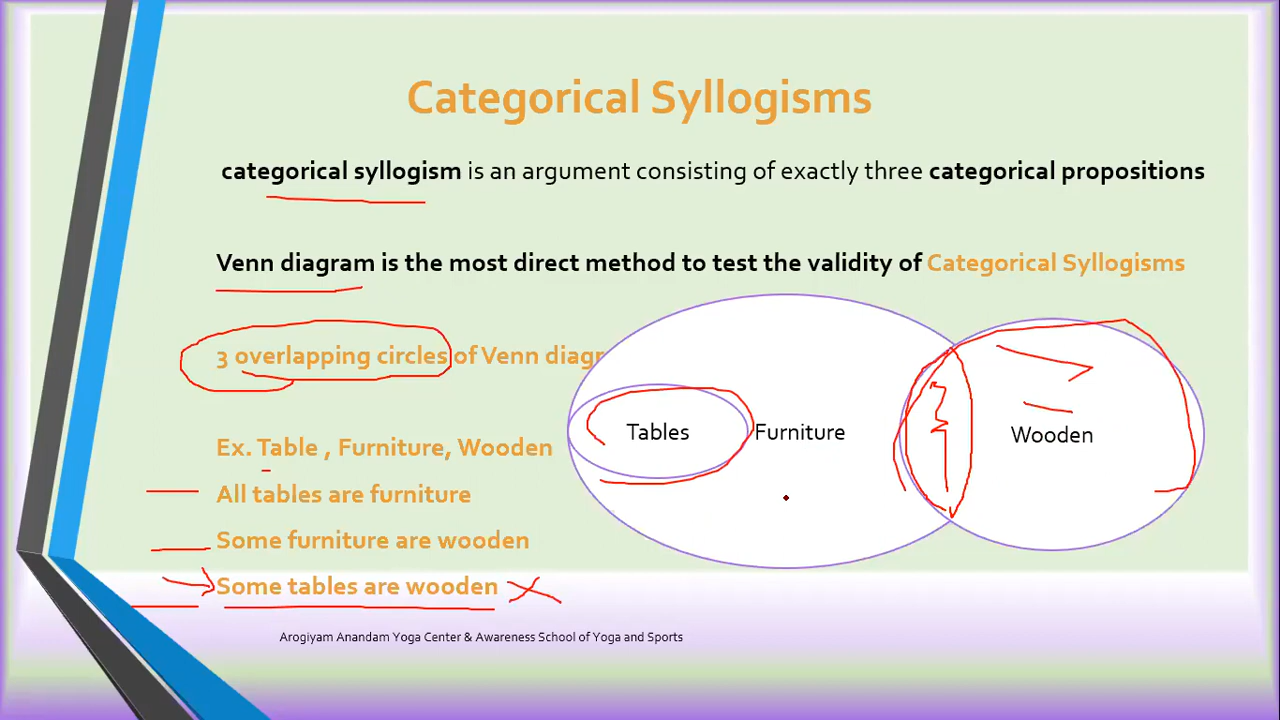 Categorical Syllogisms
categorical syllogism is an argument consisting of exactly three categorical propositions
Venn diagram is the most direct method to test the validity of Categorical Syllogisms
3 overlapping circles of Venn
Ex. Table , Furniture, Wooden
All tables are furniture
Some furniture are wooden
Some tables are wooden
Tables
Furniture
Wooden
Arogiyam Anandam Yoga Center & Awareness School of Yoga and Sports